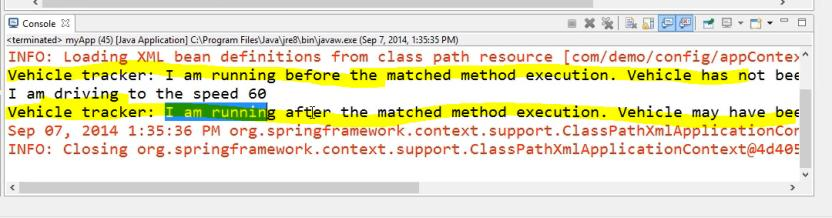 Console
<terminated> myApp (45) [Java Application] C:\Program Files\Java\jre8\bin\javaw.exe (Sep 7, 2014, 1:35:35 PM)
INFO: Loading XML bean definitions from class path resource [com/demo/config/appContex
Vehicle tracker: I am running before the matched method execution. Vehicle has not bee
I am driving to the speed 60
Vehicle tracker: I am running after the matched method execution. Vehicle may have bee
Sep 07, 2014 1:35:36 PM org.springframework.context.support.ClassPathXmlApplicationCon
INFO: Closing org.springframework.context.support.ClassPathXmlApplicationContext@4d405